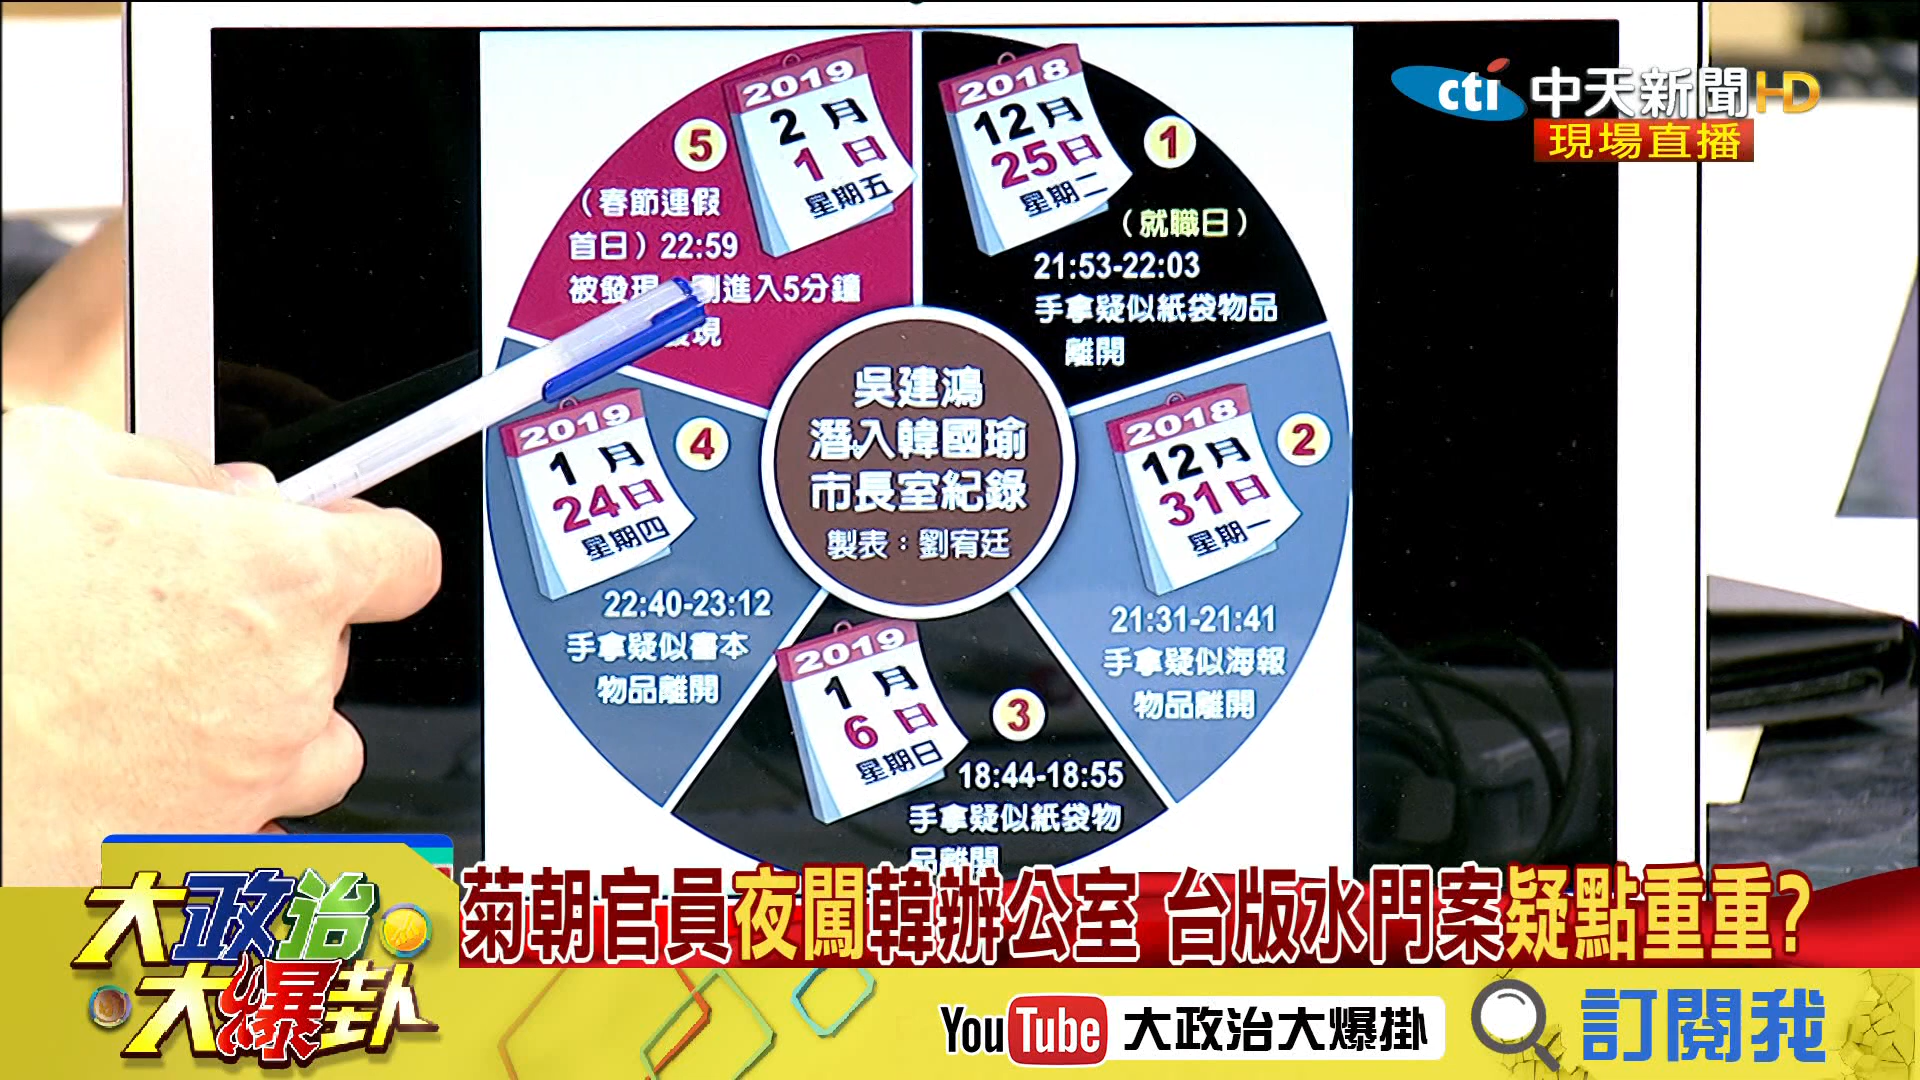 cti 中天新聞HD
現場直播
2018
12月
25日
星期二
1
（就職日）
21:53-22:03
手拿疑似紙袋物品
離開
2018
12月
31日
星期一
2
21:31-21:41
手拿疑似海報
物品離開
2019
1月
6日
星期日
3
18:44-18:55
手拿疑似紙袋物
品離開
2019
1月
24日
星期四
4
22:40-23:12
手拿疑似書本
物品離開
2019
2月
1日
星期五
5
（春節連假
首日）22:59
被發現 剛進入5分鐘
發現
吳建鴻
潛入韓國瑜
市長室紀錄
製表：劉宥廷
大政治
大爆卦
菊朝官員夜闖韓辦公室 台版水門案疑點重重?
YouTube 大政治大爆掛 訂閱我